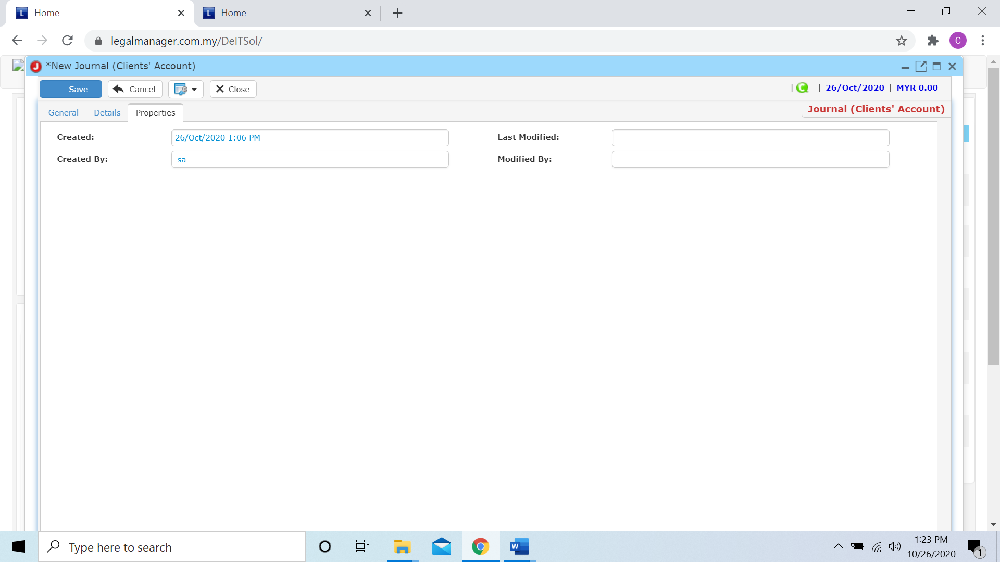 Home
Home
legalmanager.com.my/DeITSol/
*New Journal (Clients' Account)
Save Cancel Close | C | 26/Oct/2020 | MYR 0.00
General Details Properties Journal (Clients' Account)
Created: 26/Oct/2020 1:06 PM Last Modified:
Created By: sa Modified By:
Type here to search
1:23 PM
10/26/2020
1